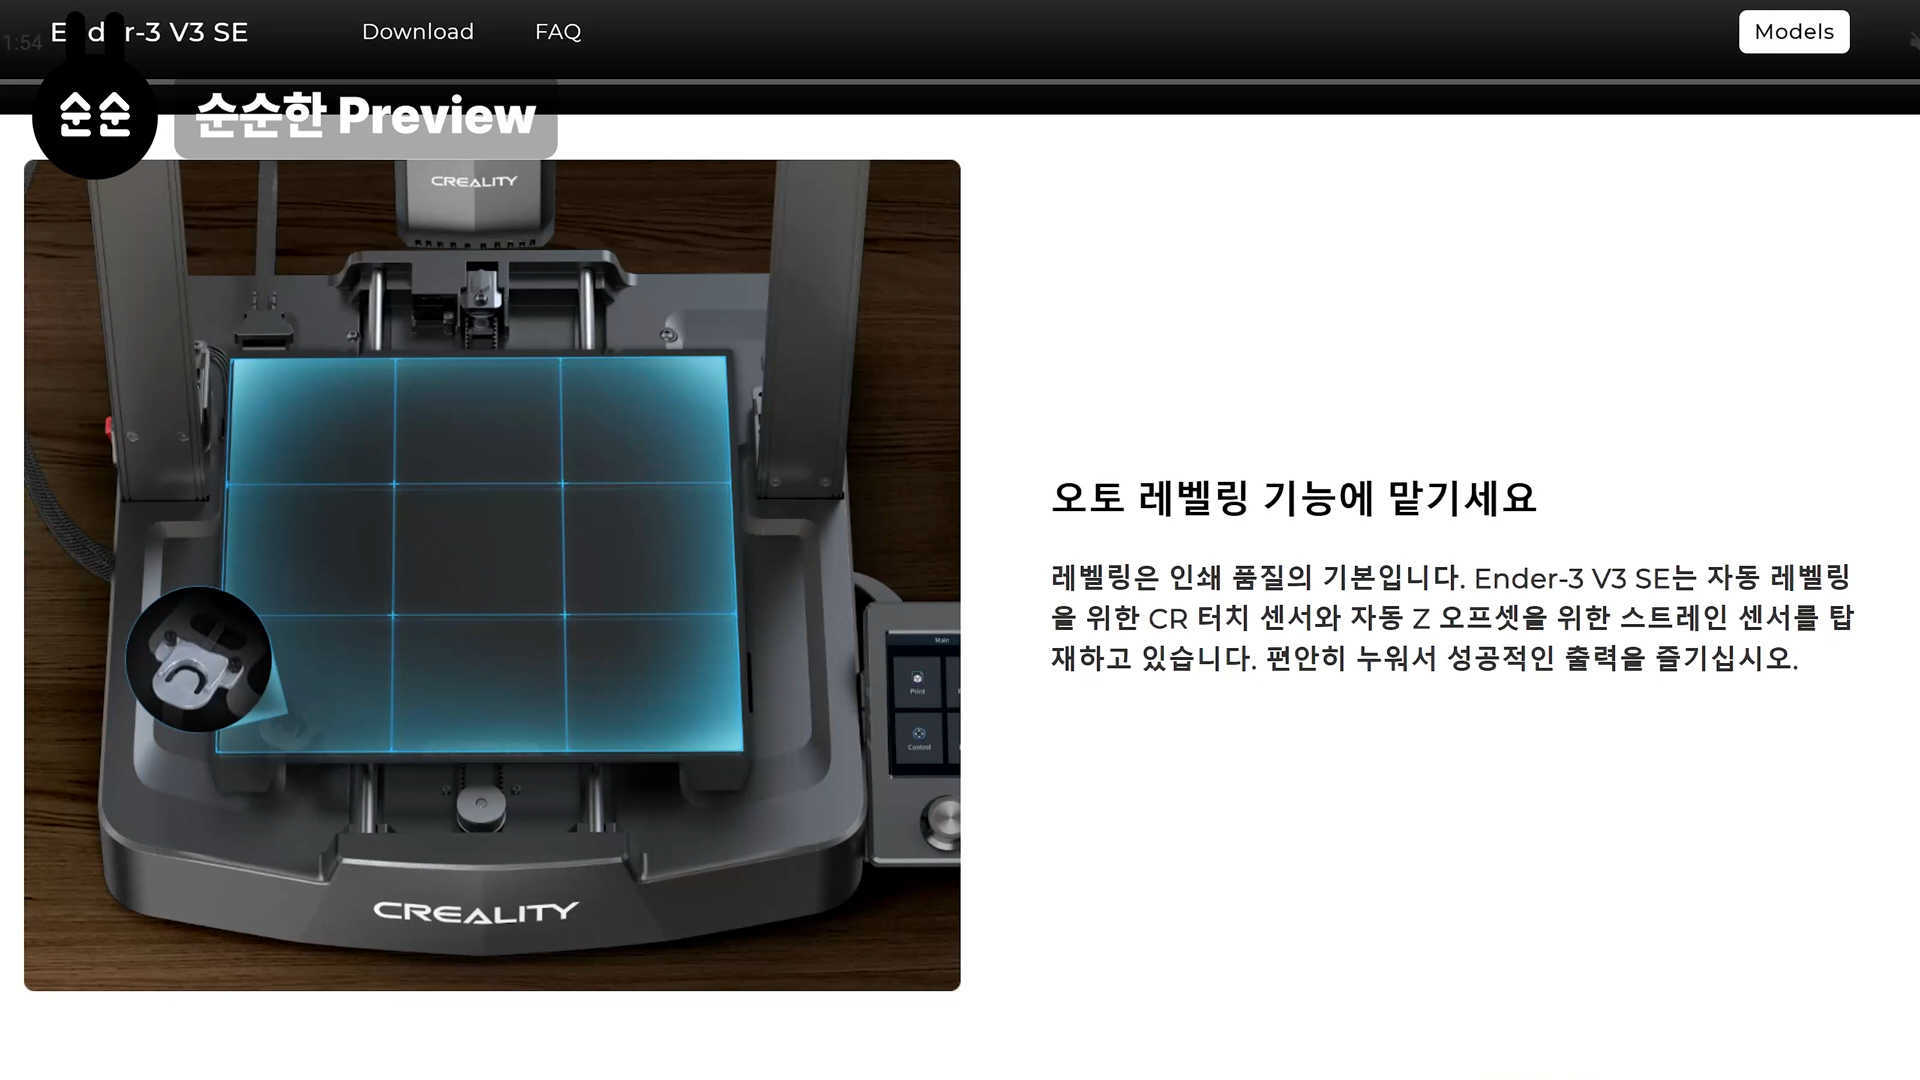 1:54
Ender-3 V3 SE
Download
FAQ
Models
순순
순순한 Preview
CREALITY
Main
Print
Control
CREALITY
오토 레벨링 기능에 맡기세요
레벨링은 인쇄 품질의 기본입니다. Ender-3 V3 SE는 자동 레벨링
을 위한 CR 터치 센서와 자동 Z 오프셋을 위한 스트레인 센서를 탑
재하고 있습니다. 편안히 누워서 성공적인 출력을 즐기십시오.